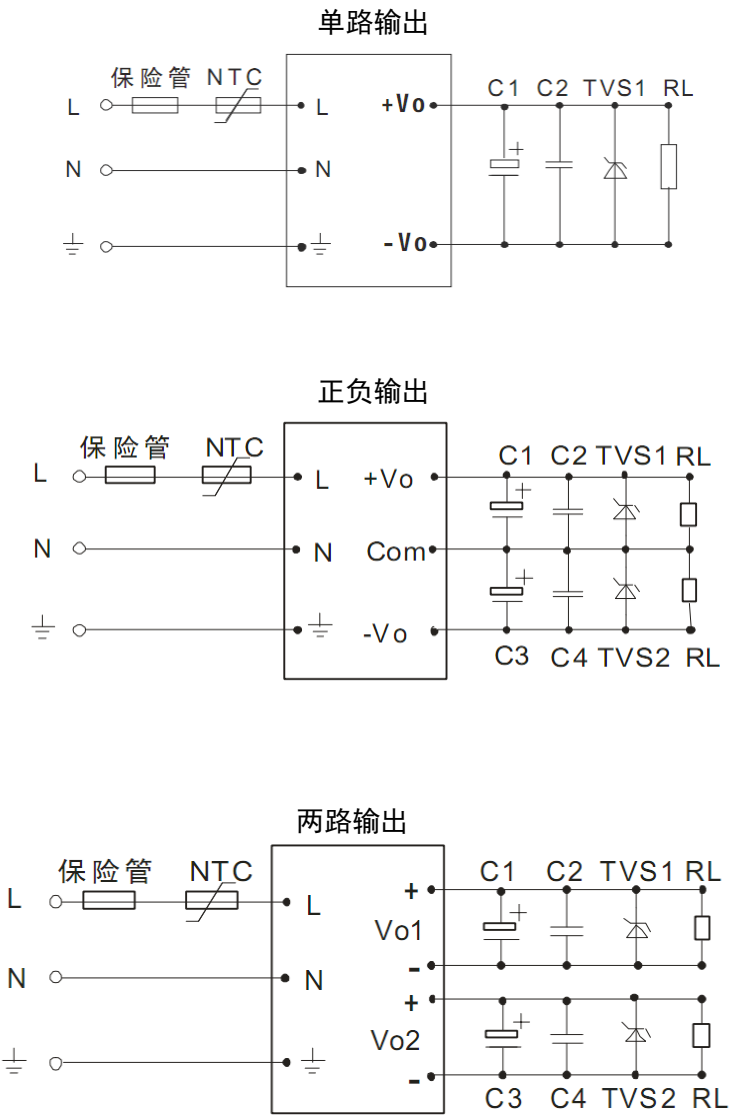 单路输出
保险管 NTC C1 C2 TVS1 RL
L L +Vo
+
N N
-Vo
正负输出
保险管 NTC C1 C2 TVS1 RL
L L +Vo
+
N N Com
+
-Vo
C3 C4 TVS2 RL
两路输出
保险管 NTC C1 C2 TVS1 RL
L L +
+
Vo1
N N -
+
+
Vo2
-
C3 C4 TVS2 RL